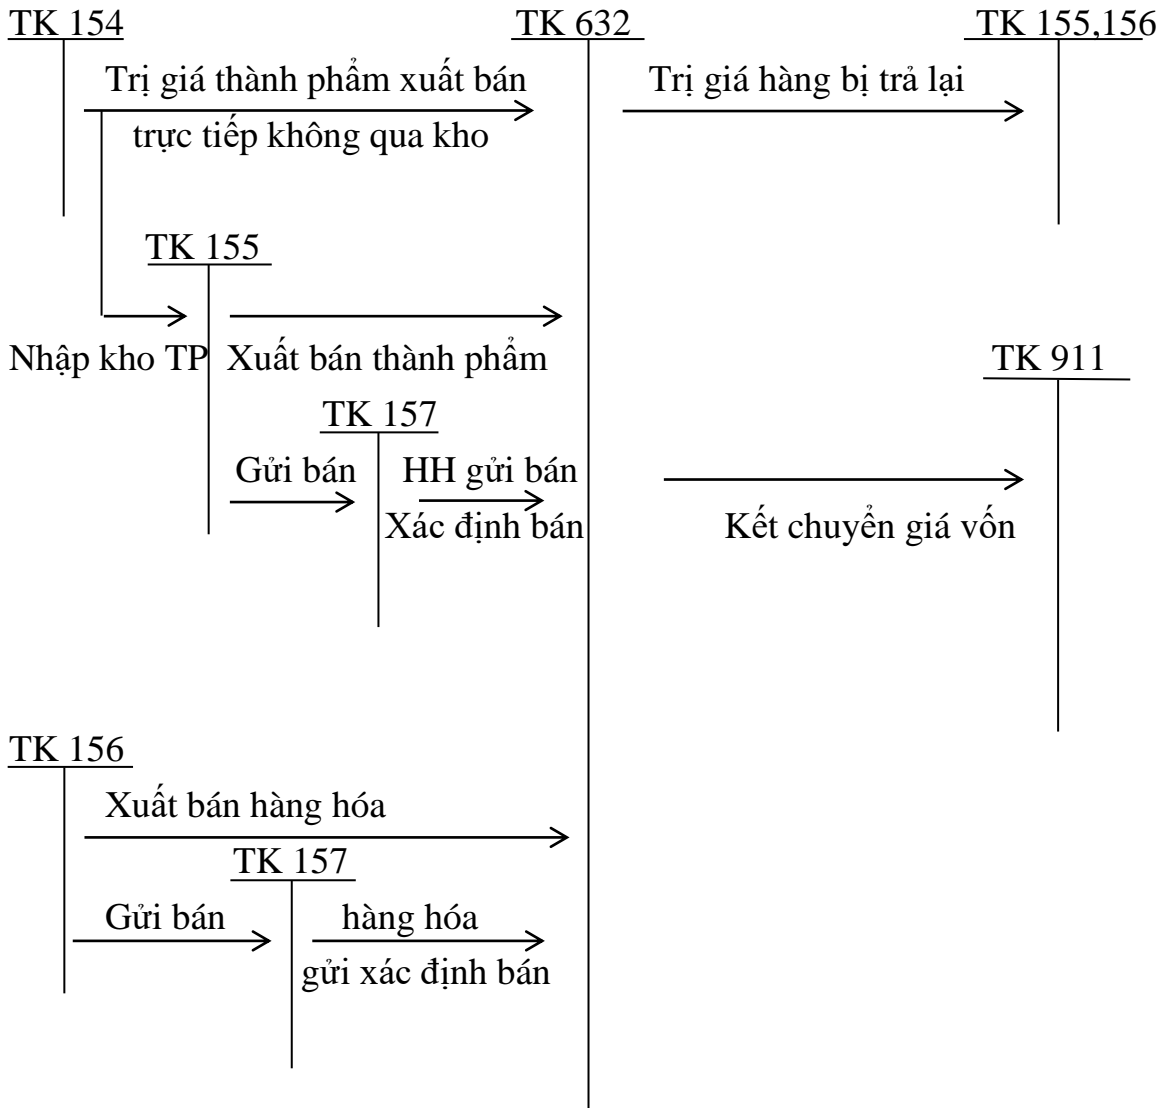 TK 154
TK 632
TK 155,156
Trị giá thành phẩm xuất bán
Trị giá hàng bị trả lại
trực tiếp không qua kho
TK 155
Nhập kho TP
Xuất bán thành phẩm
TK 911
TK 157
Gửi bán
HH gửi bán
Xác định bán
Kết chuyển giá vốn
TK 156
Xuất bán hàng hóa
TK 157
Gửi bán
hàng hóa
gửi xác định bán